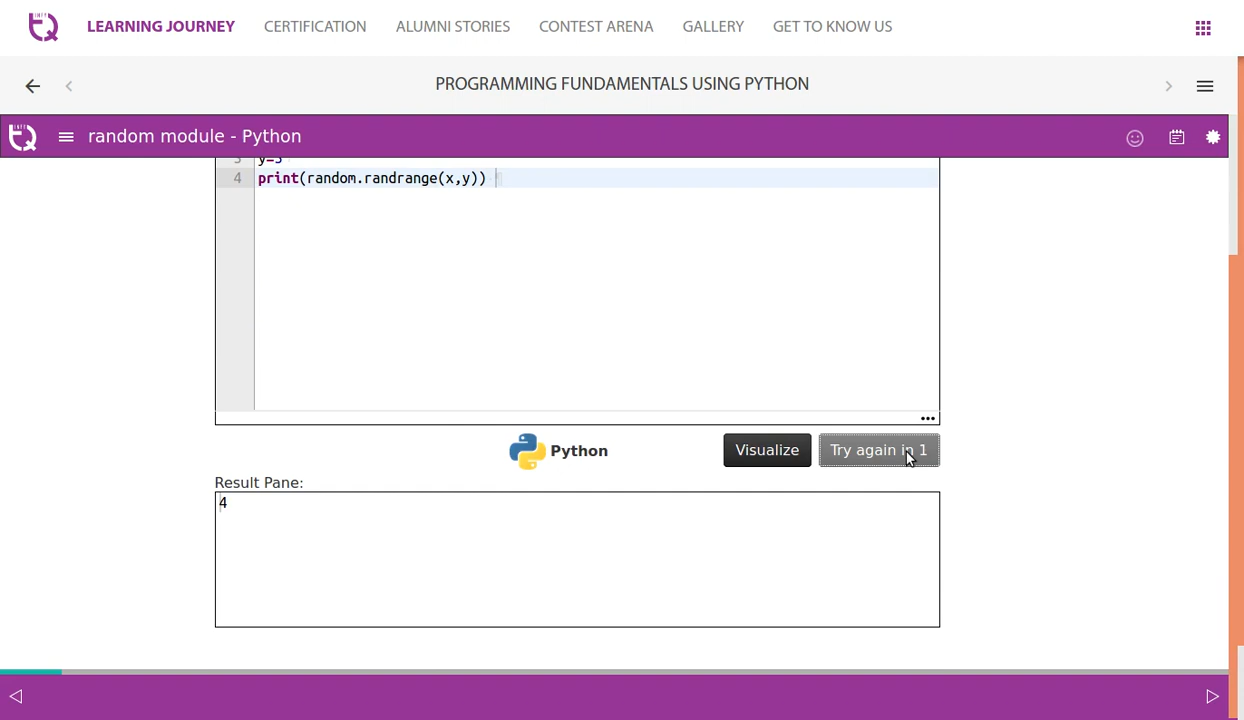 LEARNING JOURNEY CERTIFICATION ALUMNI STORIES CONTEST ARENA GALLERY GET TO KNOW US
PROGRAMMING FUNDAMENTALS USING PYTHON
random module - Python
4 print(random.randrange(x,y))
Python Visualize Try again in 1
Result Pane:
4